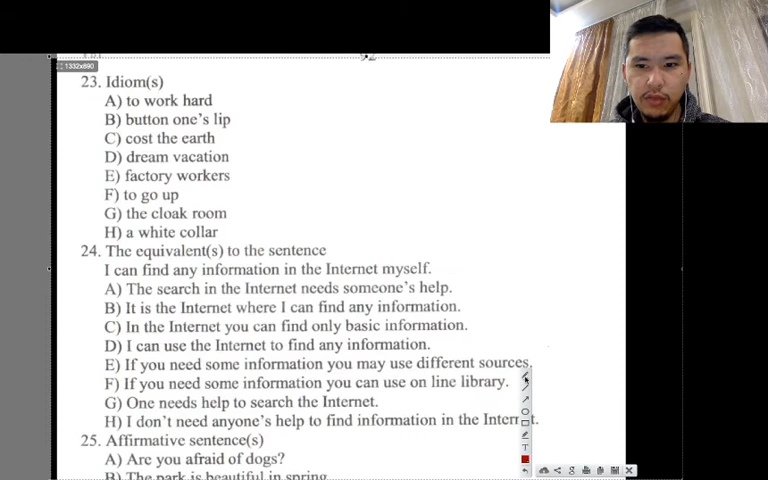 1332x690
23. Idiom(s)
A) to work hard
B) button one's lip
C) cost the earth
D) dream vacation
E) factory workers
F) to go up
G) the cloak room
H) a white collar
24. The equivalent(s) to the sentence
I can find any information in the Internet myself.
A) The search in the Internet needs someone's help.
B) It is the Internet where I can find any information.
C) In the Internet you can find only basic information.
D) I can use the Internet to find any information.
E) If you need some information you may use different sources.
F) If you need some information you can use on line library.
G) One needs help to search the Internet.
H) I don't need anyone's help to find information in the Internet.
25. Affirmative sentence(s)
A) Are you afraid of dogs?
B) The park is beautiful in spring